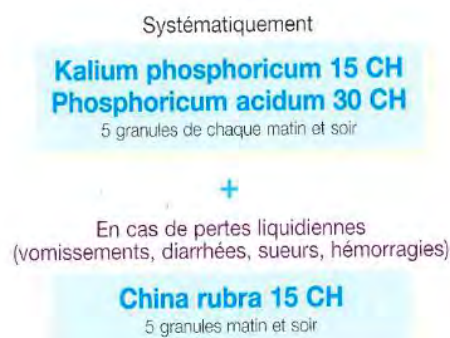 Systématiquement
Kalium phosphoricum 15 CH
Phosphoricum acidum 30 CH
5 granules de chaque matin et soir
+
En cas de pertes liquidiennes
(vomissements, diarrhées, sueurs, hémorragies)
China rubra 15 CH
5 granules matin et soir